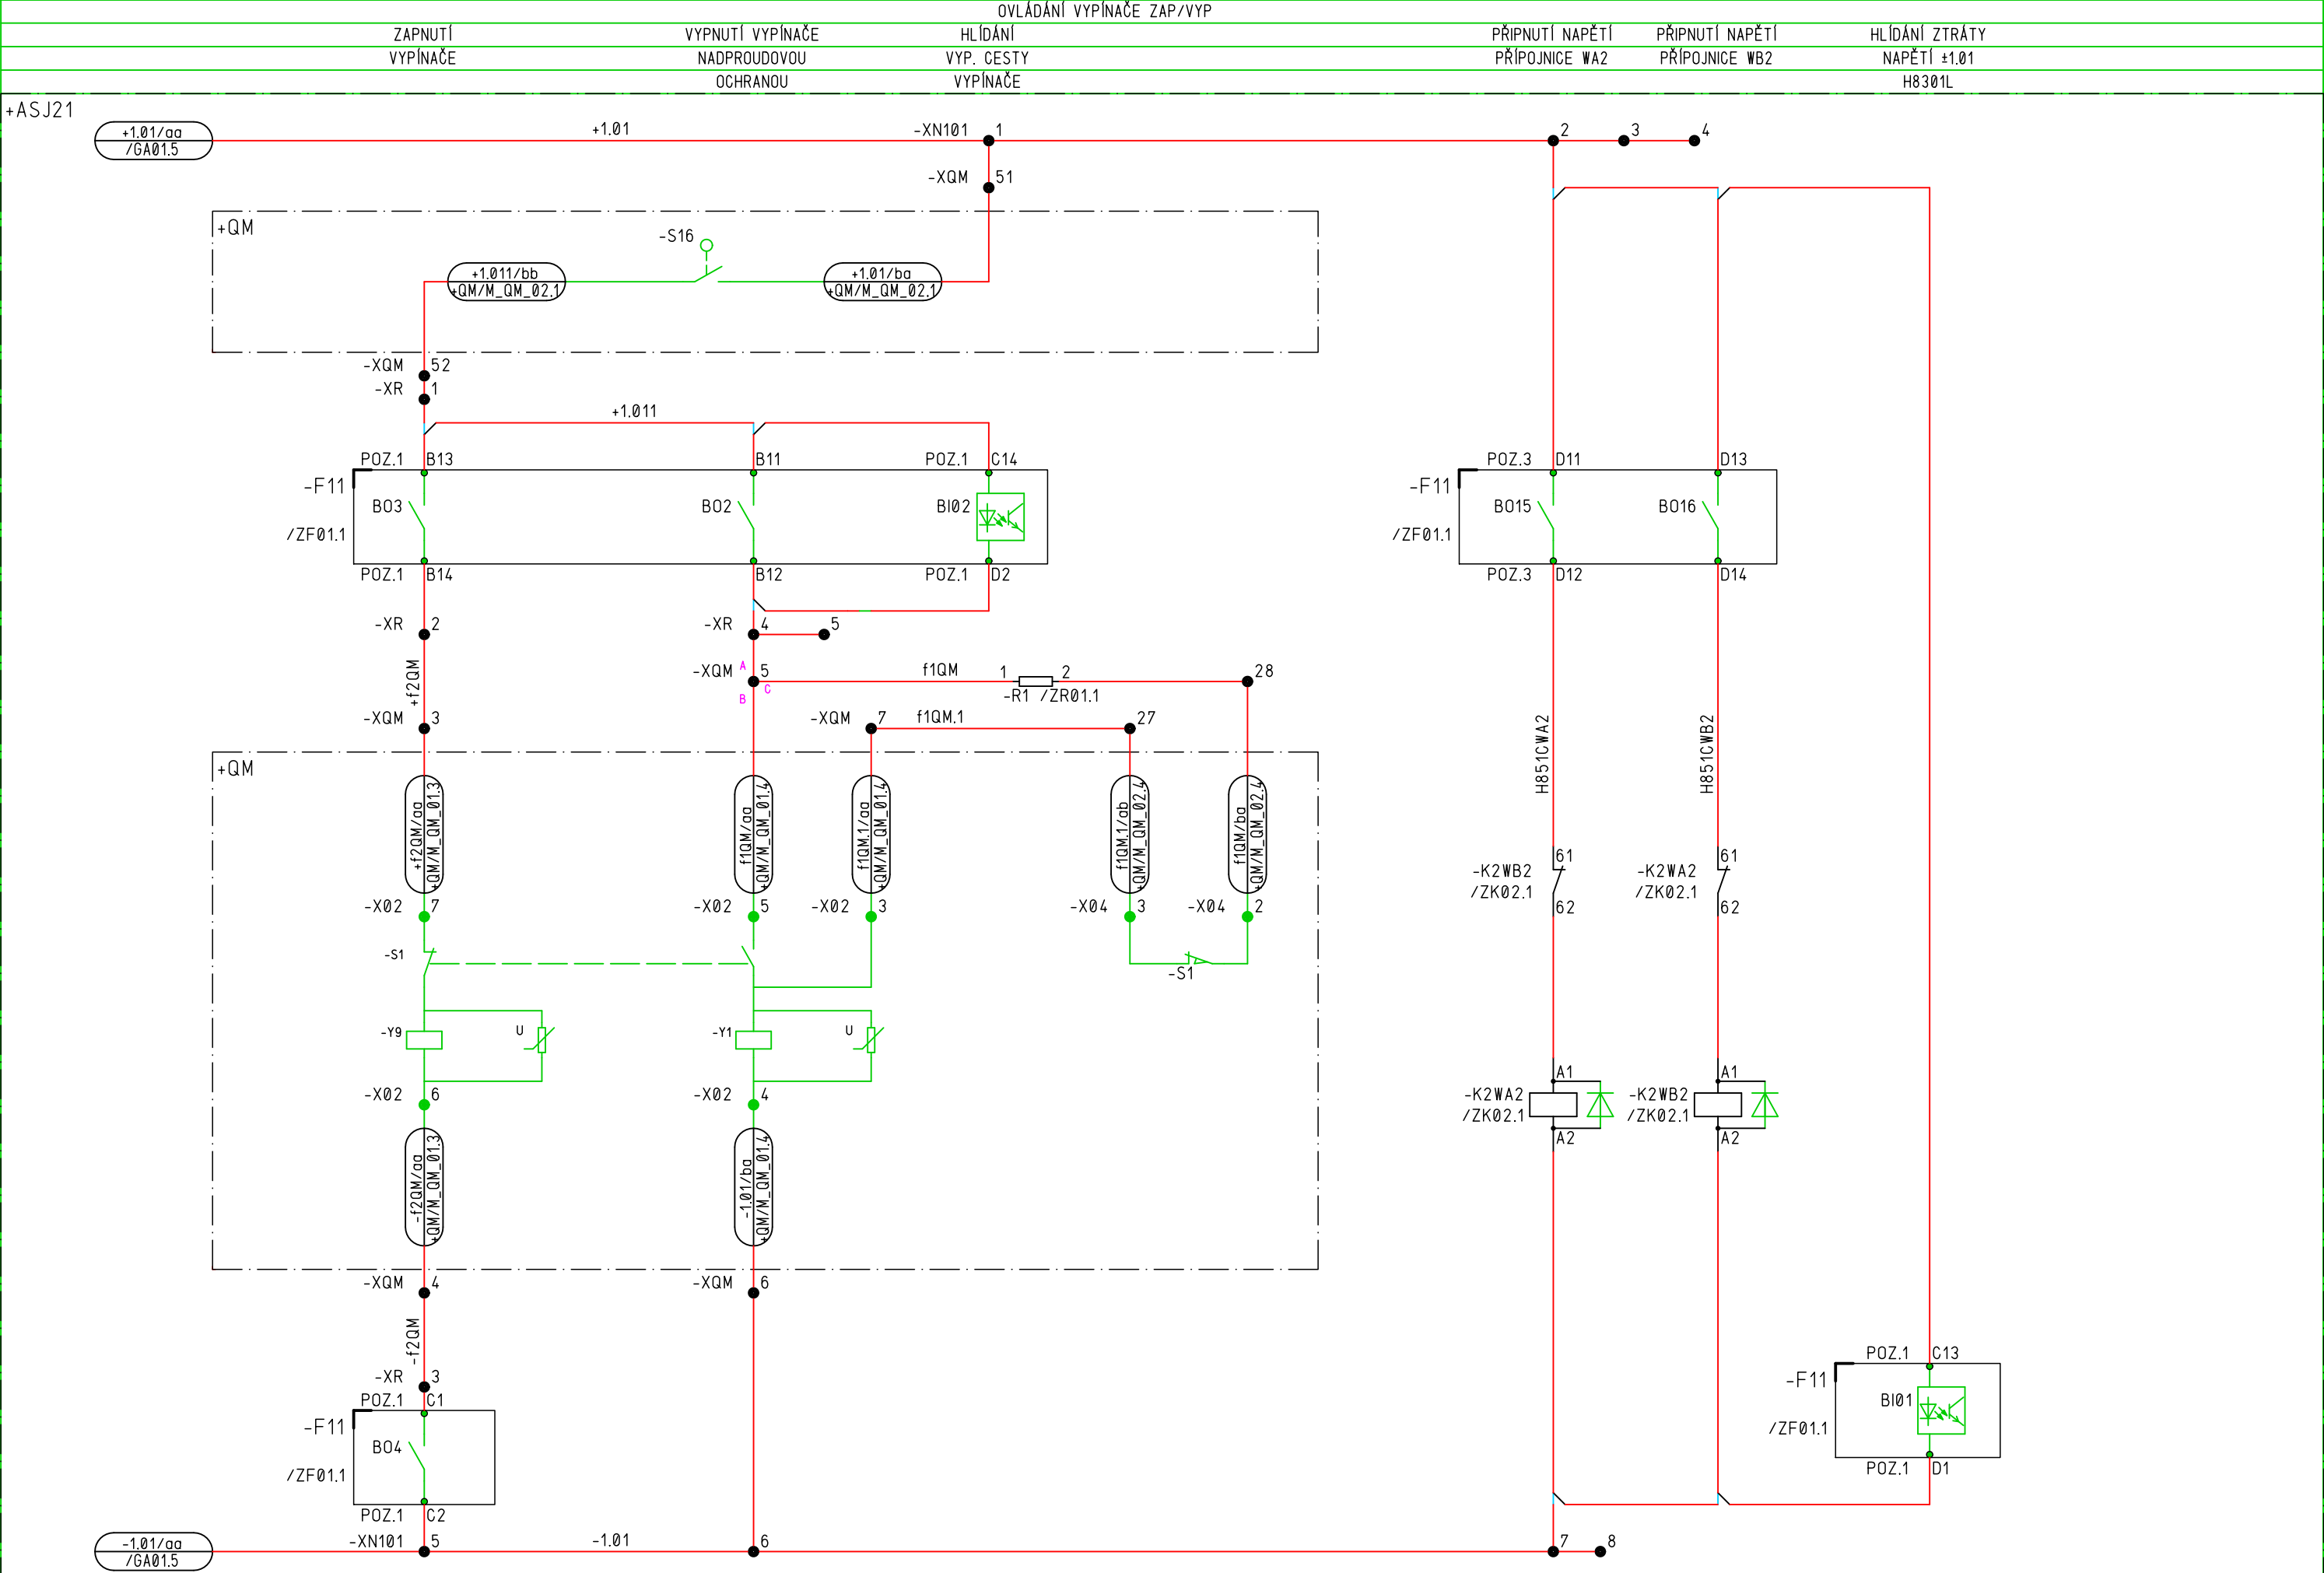 OVLÁDÁNÍ VYPÍNAČE ZAP/VYP
ZAPNUTÍ VYPNUTÍ VYPÍNAČE HLÍDÁNÍ PŘIPNUTÍ NAPĚTÍ PŘIPNUTÍ NAPĚTÍ HLÍDÁNÍ ZTRÁTY
VYPÍNAČE NADPROUDOVOU VYP. CESTY PŘÍPOJNICE WA2 PŘÍPOJNICE WB2 NAPĚTÍ ±1.01
OCHRANOU VYPÍNAČE H8301L
+ASJ21
+1.01/aa
/GA01.5
+1.01
-XN101 1 2 3 4
-XQM 51
+QM
-S16
+1.011/bb
+QM/M_QM_02.1
+1.01/ba
+QM/M_QM_02.1
-XQM 52
-XR 1
+1.011
POZ.1 B13 B11 POZ.1 C14 POZ.3 D11 D13
-F11 -F11
BO3 BO2 BI02 BO15 BO16
/ZF01.1 /ZF01.1
POZ.1 B14 B12 POZ.1 D2 POZ.3 D12 D14
-XR 2 -XR 4 5
+f2QM
-XQM A 5 f1QM 1 2 28
B C -R1 /ZR01.1
-XQM 3 -XQM 7 f1QM.1 27
H851CWA2 H851CWB2
+QM
+f2QM/aa
+QM/M_QM_01.3
f1QM/aa
+QM/M_QM_01.4
f1QM.1/aa
+QM/M_QM_01.4
f1QM.1/ab
+QM/M_QM_02.4
f1QM/ba
+QM/M_QM_02.4
61 61
-K2WB2 -K2WA2
/ZK02.1 /ZK02.1
62 62
-X02 7 -X02 5 -X02 3 -X04 3 -X04 2
-S1 -S1
-Y9 U -Y1 U
A1 A1
-X02 6 -X02 4 -K2WA2 -K2WB2
/ZK02.1 /ZK02.1
A2 A2
-f2QM/aa
+QM/M_QM_01.3
-1.01/ba
+QM/M_QM_01.4
-XQM 4 -XQM 6
-f2QM
-XR 3
POZ.1 C13
-F11
BI01
/ZF01.1
POZ.1 D1
POZ.1 C1
-F11
BO4
/ZF01.1
POZ.1 C2
-1.01/aa
/GA01.5
-XN101 5 -1.01 6 7 8